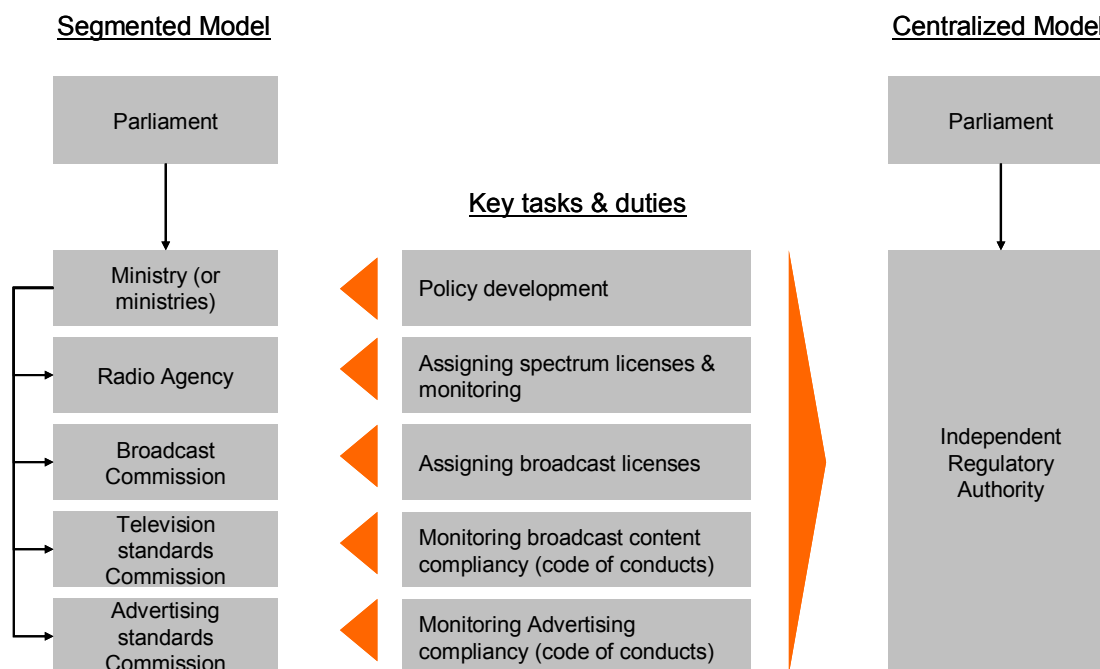 Segmented Model
Centralized Model
Parliament
Parliament
Key tasks & duties
Ministry (or
ministries)
Policy development
Radio Agency
Assigning spectrum licenses &
monitoring
Broadcast
Commission
Assigning broadcast licenses
Independent
Regulatory
Authority
Television
standards
Commission
Monitoring broadcast content
compliancy (code of conducts)
Advertising
standards
Commission
Monitoring Advertising
compliancy (code of conducts)